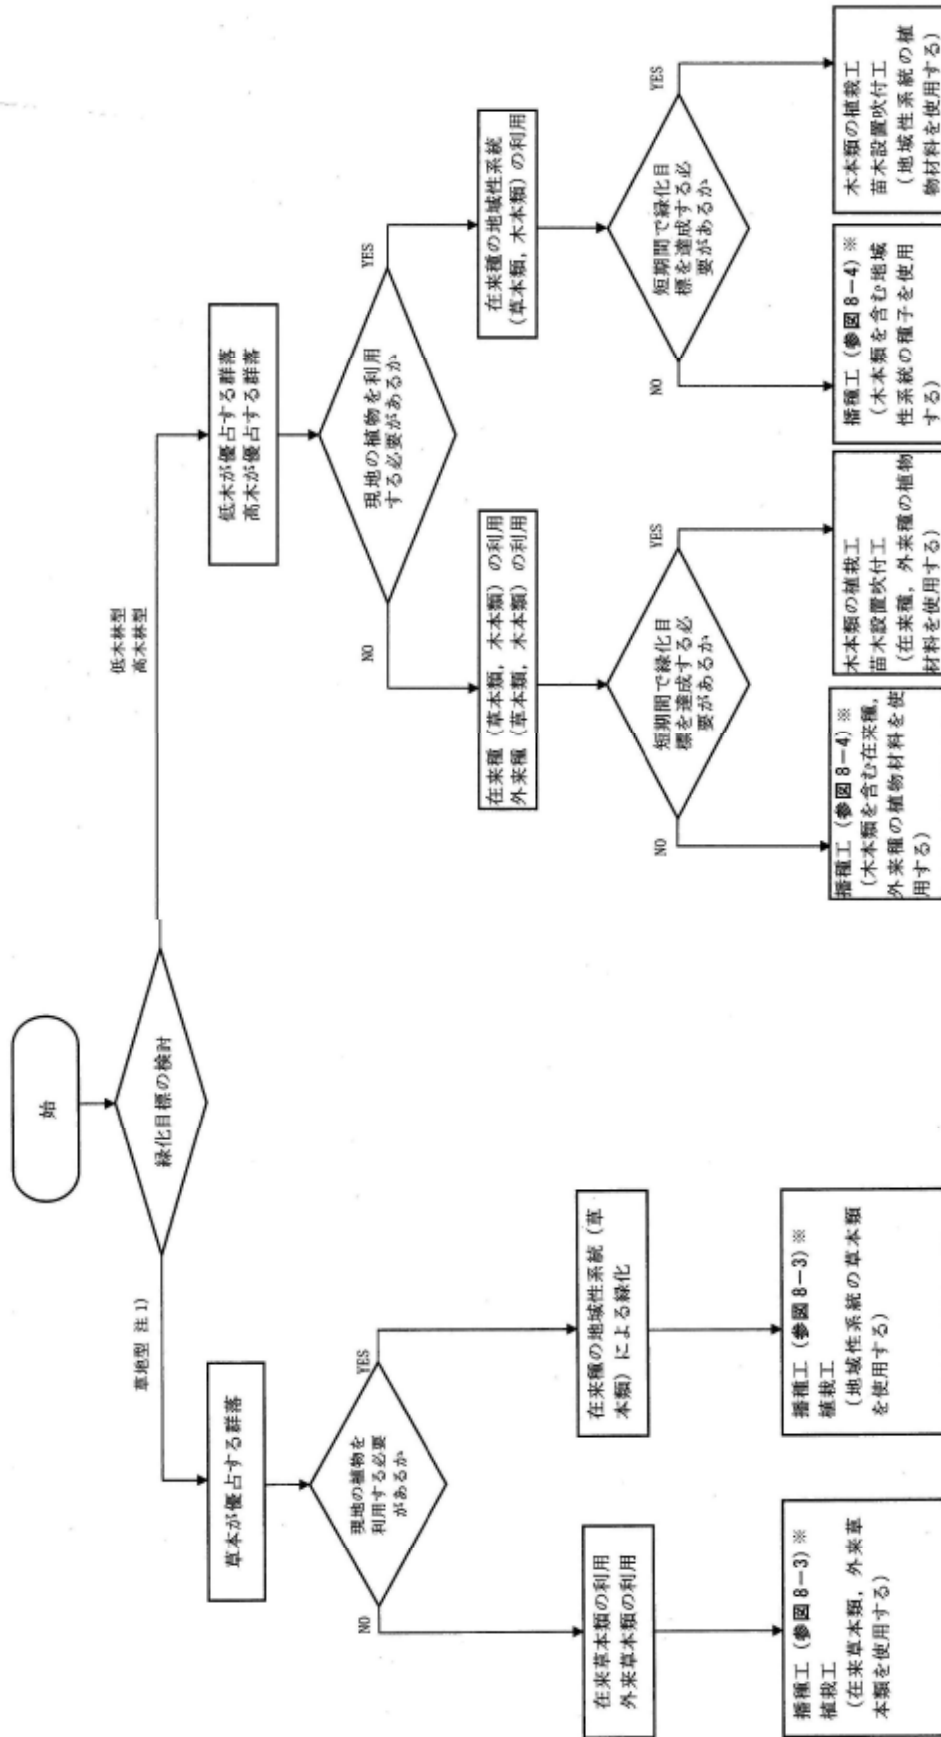 始
緑化目標の検討
草地型 注1)
低木林型
高木林型
草本が優占する群落
現地の植物を
利用する必要
があるか
NO
YES
在来草本類の利用
外来草本類の利用
在来種の地域性系統（草
本類）による緑化
播種工（参図8－3）※
植栽工
（在来草本類，外来草
本類を使用する）
播種工（参図8－3）※
植栽工
（地域性系統の草本類
を使用する）
低木が優占する群落
高木が優占する群落
現地の植物を利用
する必要があるか
NO
YES
在来種（草本類，木本類）の利用
外来種（草本類，木本類）の利用
在来種の地域性系統
（草本類，木本類）の利用
短期間で緑化目
標を達成する必
要があるか
NO
YES
短期間で緑化目
標を達成する必
要があるか
NO
YES
播種工（参図8－4）※
（木本類を含む在来種，
外来種の植物材料を使
用する）
木本類の植栽工
苗木設置吹付工
（在来種，外来種の植物
材料を使用する）
播種工（参図8－4）※
（木本類を含む地域
性系統の種子を使用
する）
木本類の植栽工
苗木設置吹付工
（地域性系統の植
物材料を使用する）